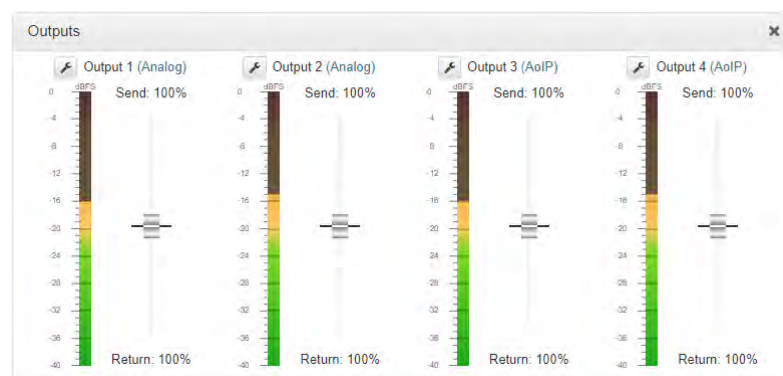 Outputs
Output 1 (Analog) Output 2 (Analog) Output 3 (AoIP) Output 4 (AoIP)
dBFS dBFS dBFS dBFS
0 Send: 100% 0 Send: 100% 0 Send: 100% 0 Send: 100%
-4 -4 -4 -4
-8 -8 -8 -8
-12 -12 -12 -12
-16 -16 -16 -16
-20 -20 -20 -20
-24 -24 -24 -24
-28 -28 -28 -28
-32 -32 -32 -32
-36 -36 -36 -36
-40 Return: 100% -40 Return: 100% -40 Return: 100% -40 Return: 100%